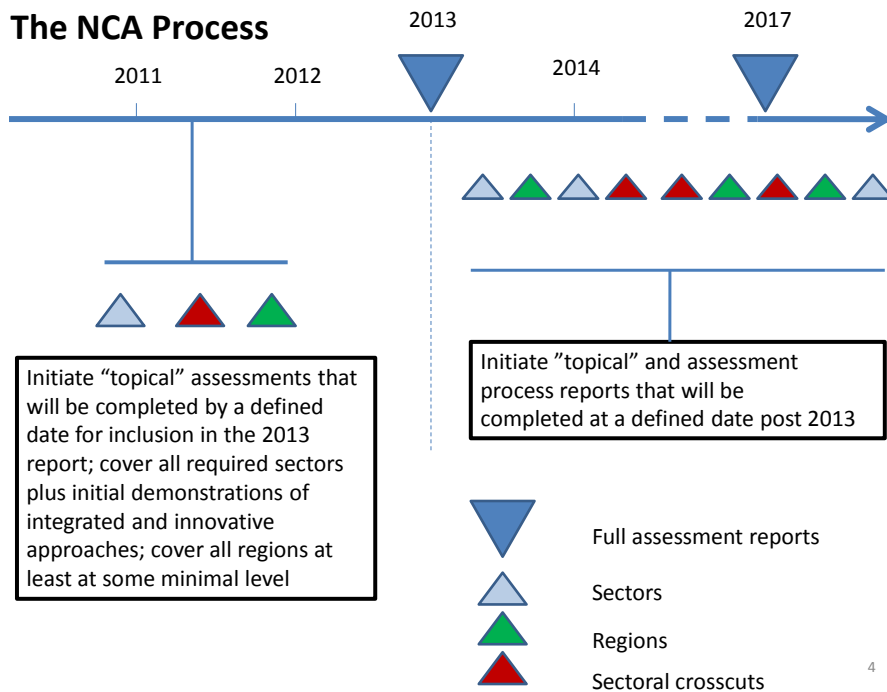 The NCA Process
2013
2017
2011
2012
2014
Initiate “topical” assessments that
will be completed by a defined
date for inclusion in the 2013
report; cover all required sectors
plus initial demonstrations of
integrated and innovative
approaches; cover all regions at
least at some minimal level
Initiate ”topical” and assessment
process reports that will be
completed at a defined date post 2013
Full assessment reports
Sectors
Regions
Sectoral crosscuts
4